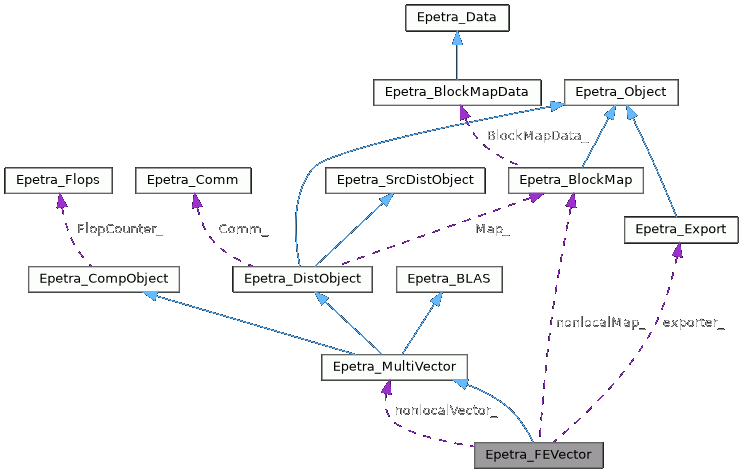 Epetra_Data
Epetra_BlockMapData
Epetra_Object
BlockMapData_
Epetra_Flops
Epetra_Comm
Epetra_SrcDistObject
Epetra_BlockMap
FlopCounter_
Comm_
Map_
Epetra_Export
Epetra_CompObject
Epetra_DistObject
Epetra_BLAS
nonlocalMap_
exporter_
Epetra_MultiVector
nonlocalVector_
Epetra_FEVector